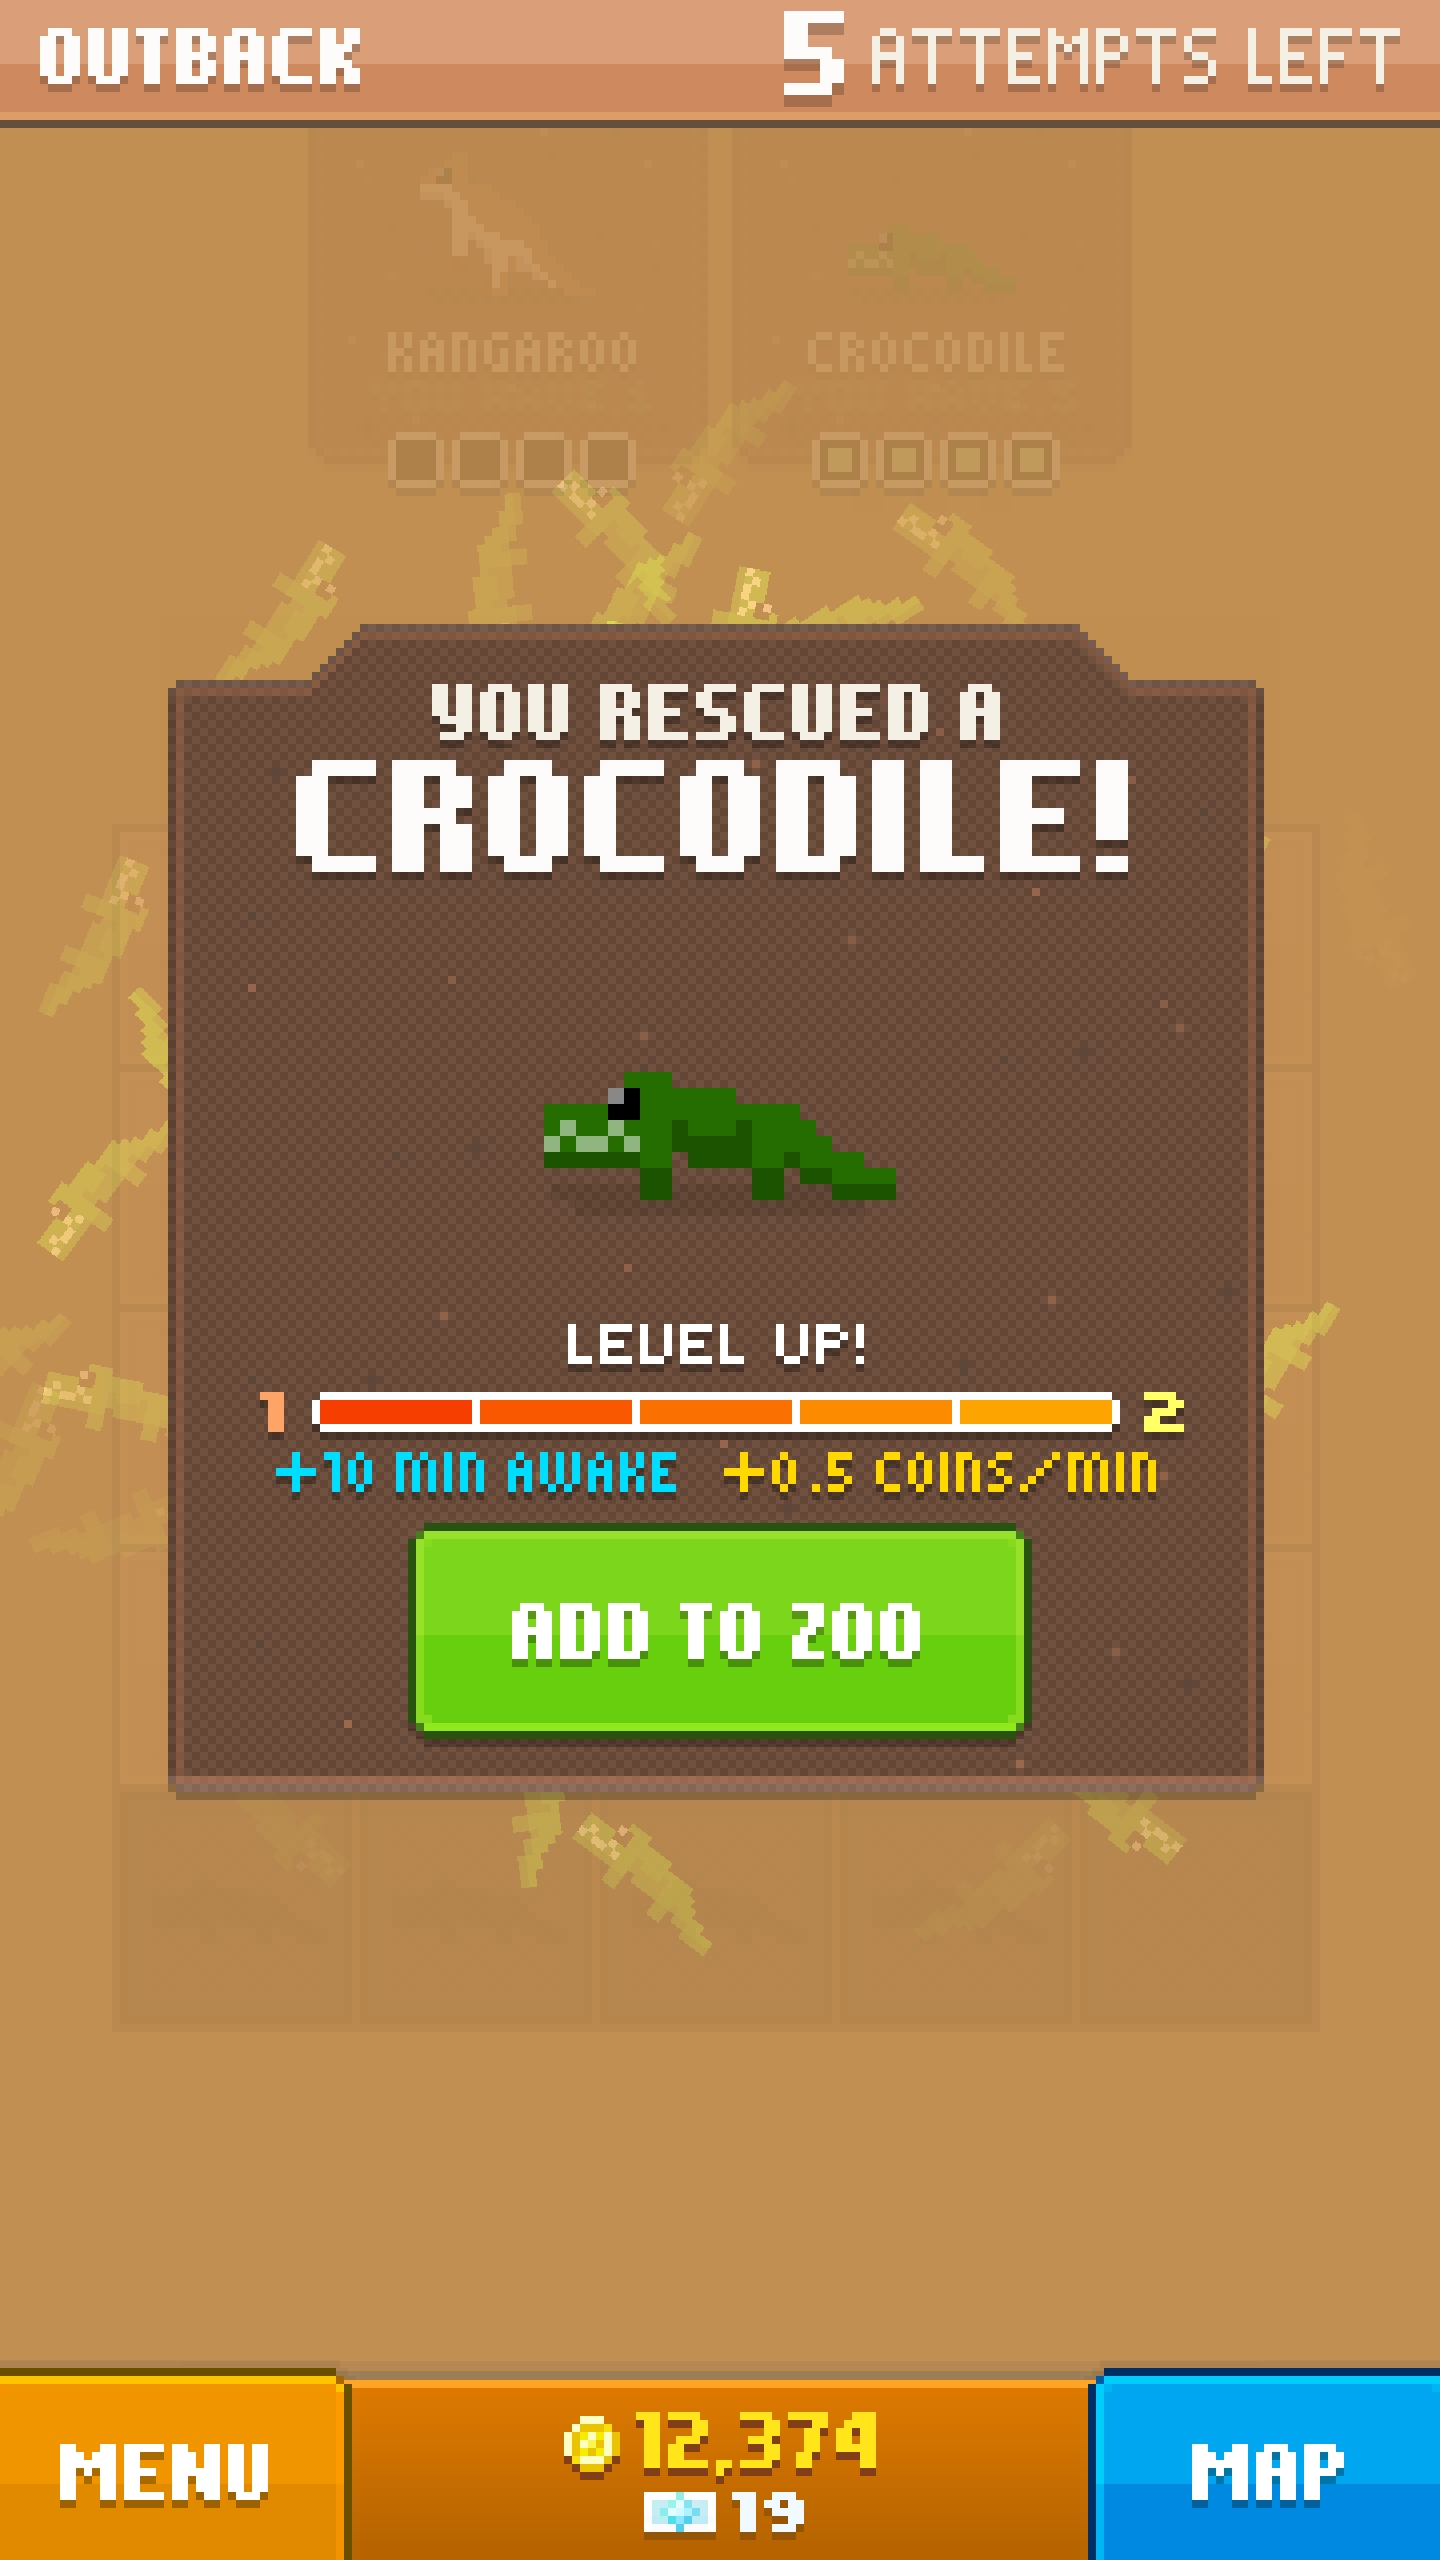 OUTBACK
5 ATTEMPTS LEFT
KANGAROO
CROCODILE
YOU RESCUED A
CROCODILE!
LEVEL UP!
1 2
+10 MIN AWAKE +0.5 COINS/MIN
ADD TO ZOO
MENU
12,374
19
MAP